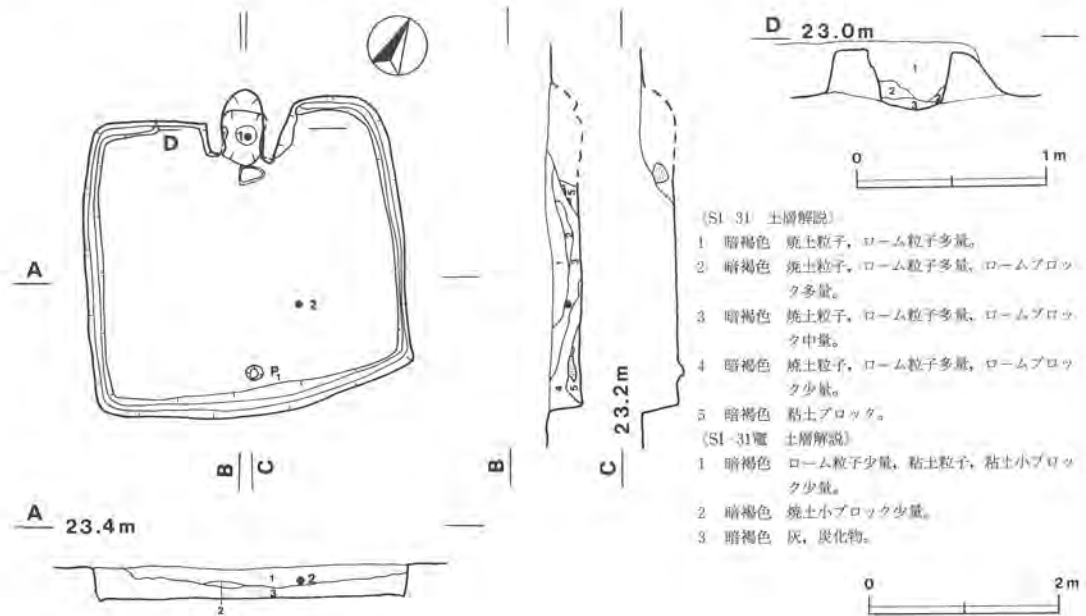 D 23.0m
1
2
3
0 1m
1
D
A
2
P₁
B C
1
2
3
15
4
5
B
C 23.2m
〈SI-31 土層解説〉
1 暗褐色 焼土粒子，ローム粒子多量。
2 暗褐色 焼土粒子，ローム粒子多量，ロームブロッ
ク多量。
3 暗褐色 焼土粒子，ローム粒子多量，ロームブロック
中量。
4 暗褐色 焼土粒子，ローム粒子多量，ロームブロッ
ク少量。
5 暗褐色 粘土ブロック。
〈SI-31竈 土層解説〉
1 暗褐色 ローム粒子少量，粘土粒子，粘土小ブロッ
ク少量。
2 暗褐色 焼土小ブロック少量。
3 暗褐色 灰，炭化物。
A 23.4m
1 2
3
2
0 2m